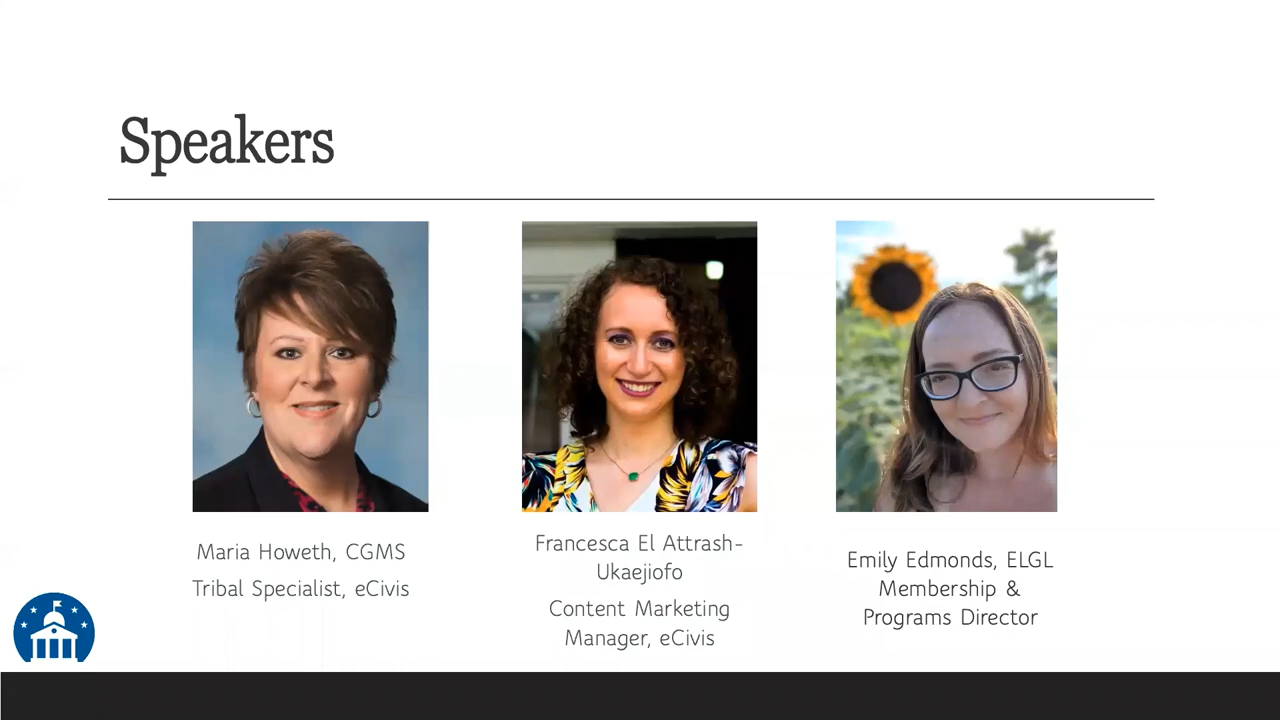 Speakers
Maria Howeth, CGMS
Tribal Specialist, eCivis
Francesca El Attrash-
Ukaejiofo
Content Marketing
Manager, eCivis
Emily Edmonds, ELGL
Membership &
Programs Director